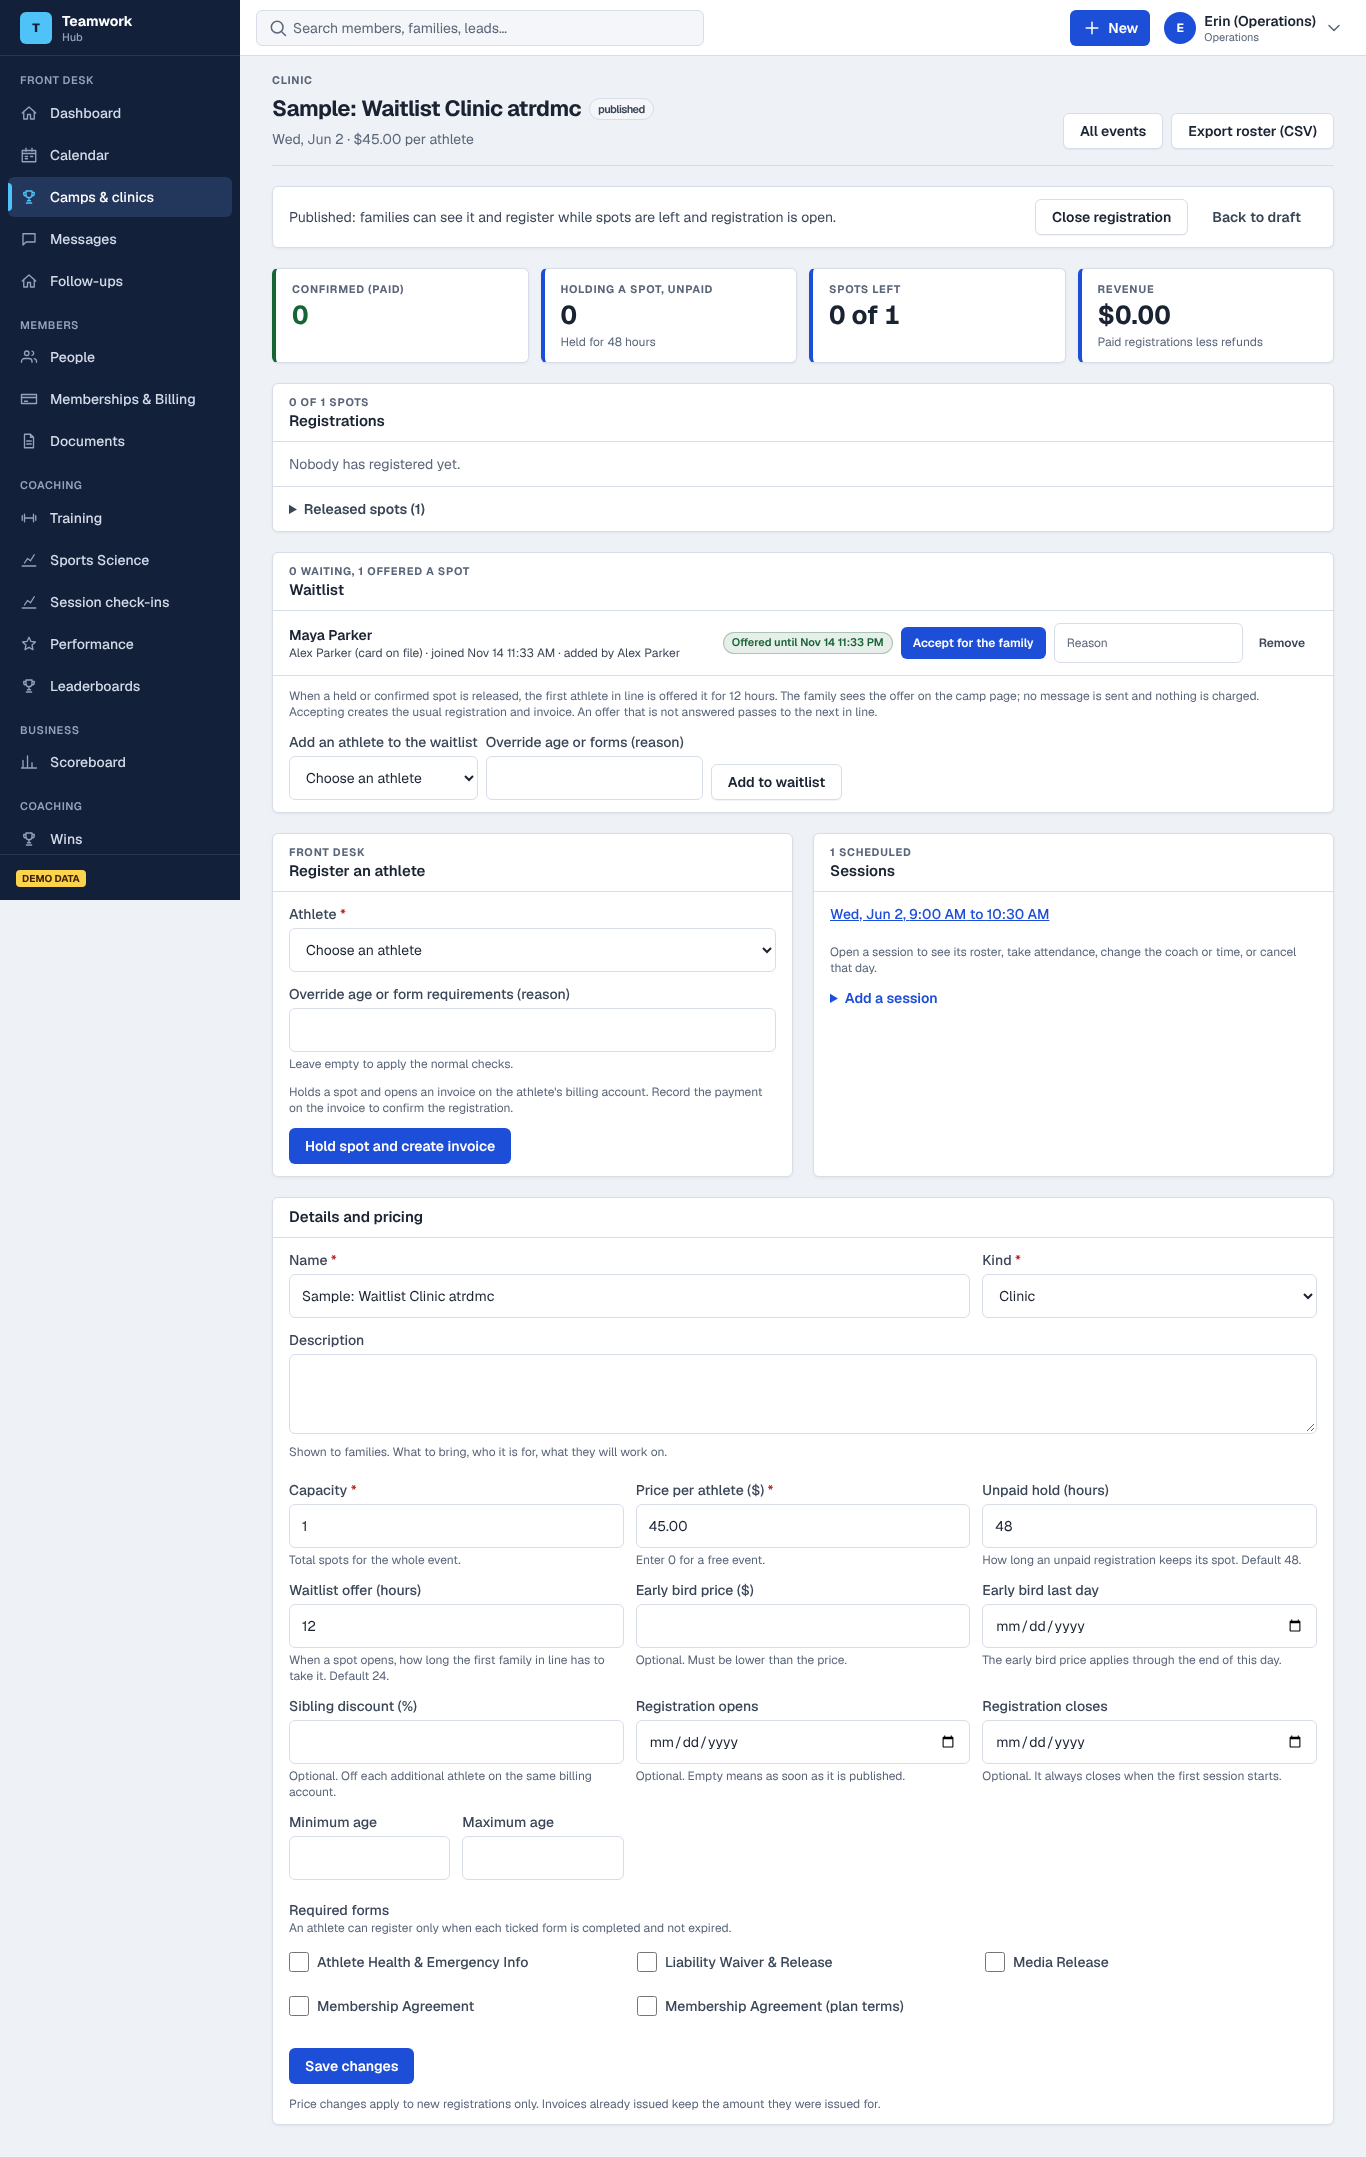 T
Teamwork
Hub
Search members, families, leads...
New
E
Erin (Operations)
Operations
FRONT DESK
Dashboard
Calendar
Camps & clinics
Messages
Follow-ups
MEMBERS
People
Memberships & Billing
Documents
COACHING
Training
Sports Science
Session check-ins
Performance
Leaderboards
BUSINESS
Scoreboard
COACHING
Wins
DEMO DATA
CLINIC
Sample: Waitlist Clinic atrdmc
published
Wed, Jun 2 · $45.00 per athlete
All events
Export roster (CSV)
Published: families can see it and register while spots are left and registration is open.
Close registration
Back to draft
CONFIRMED (PAID)
0
HOLDING A SPOT, UNPAID
0
Held for 48 hours
SPOTS LEFT
0 of 1
REVENUE
$0.00
Paid registrations less refunds
0 OF 1 SPOTS
Registrations
Nobody has registered yet.
Released spots (1)
0 WAITING, 1 OFFERED A SPOT
Waitlist
Maya Parker
Alex Parker (card on file) · joined Nov 14 11:33 AM · added by Alex Parker
Offered until Nov 14 11:33 PM
Accept for the family
Reason
Remove
When a held or confirmed spot is released, the first athlete in line is offered it for 12 hours. The family sees the offer on the camp page; no message is sent and nothing is charged.
Accepting creates the usual registration and invoice. An offer that is not answered passes to the next in line.
Add an athlete to the waitlist
Choose an athlete
Override age or forms (reason)
Add to waitlist
FRONT DESK
Register an athlete
Athlete *
Choose an athlete
Override age or form requirements (reason)
Leave empty to apply the normal checks.
Holds a spot and opens an invoice on the athlete's billing account. Record the payment
on the invoice to confirm the registration.
Hold spot and create invoice
1 SCHEDULED
Sessions
Wed, Jun 2, 9:00 AM to 10:30 AM
Open a session to see its roster, take attendance, change the coach or time, or cancel
that day.
Add a session
Details and pricing
Name *
Sample: Waitlist Clinic atrdmc
Kind *
Clinic
Description
Shown to families. What to bring, who it is for, what they will work on.
Capacity *
1
Total spots for the whole event.
Price per athlete ($) *
45.00
Enter 0 for a free event.
Unpaid hold (hours)
48
How long an unpaid registration keeps its spot. Default 48.
Waitlist offer (hours)
12
When a spot opens, how long the first family in line has to
take it. Default 24.
Early bird price ($)
Optional. Must be lower than the price.
Early bird last day
mm/dd/yyyy
The early bird price applies through the end of this day.
Sibling discount (%)
Optional. Off each additional athlete on the same billing
account.
Registration opens
mm/dd/yyyy
Optional. Empty means as soon as it is published.
Registration closes
mm/dd/yyyy
Optional. It always closes when the first session starts.
Minimum age
Maximum age
Required forms
An athlete can register only when each ticked form is completed and not expired.
Athlete Health & Emergency Info
Liability Waiver & Release
Media Release
Membership Agreement
Membership Agreement (plan terms)
Save changes
Price changes apply to new registrations only. Invoices already issued keep the amount they were issued for.